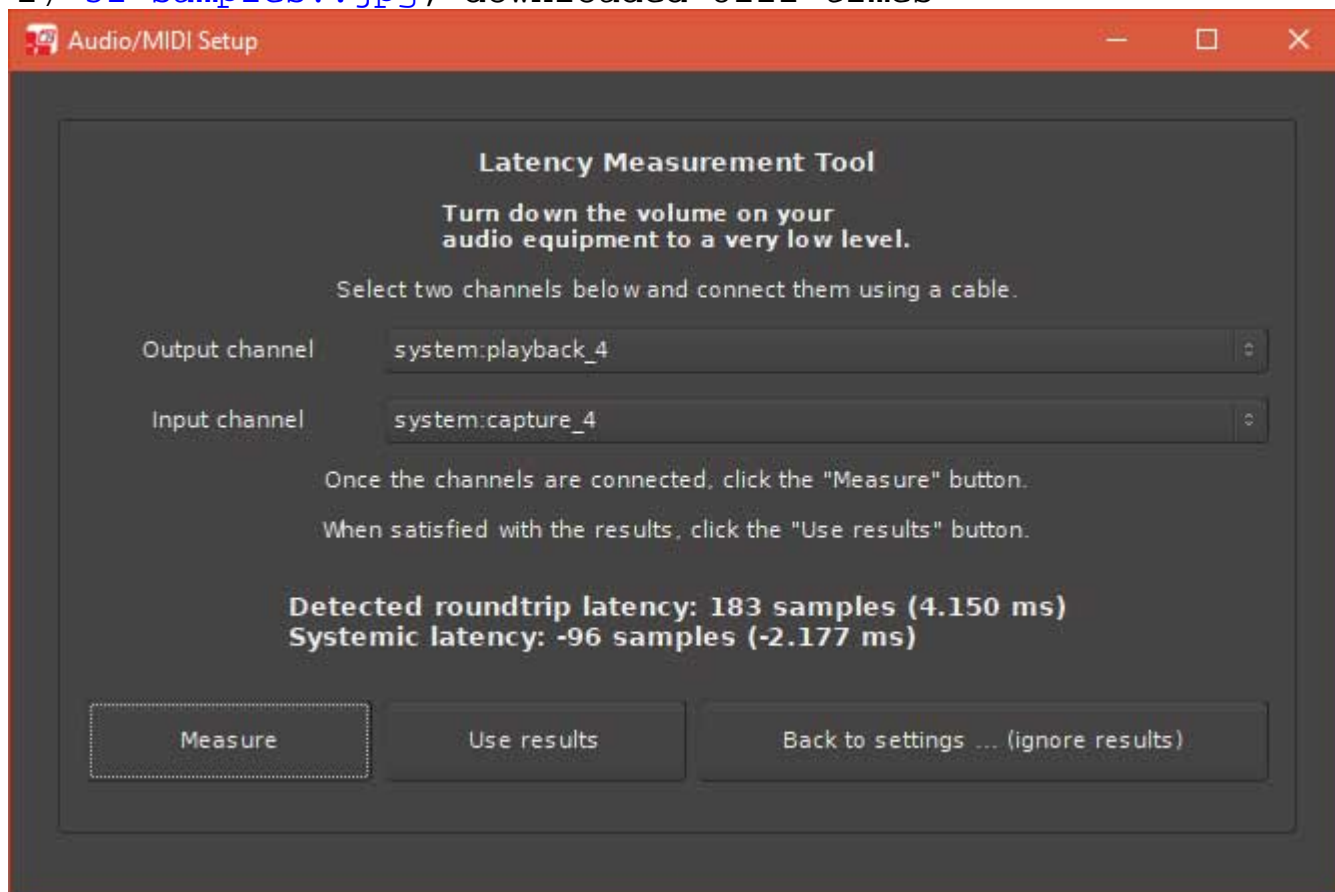 Audio/MIDI Setup
Latency Measurement Tool
Turn down the volume on your
audio equipment to a very low level.
Select two channels below and connect them using a cable.
Output channel system:playback_4
Input channel system:capture_4
Once the channels are connected, click the "Measure" button.
When satisfied with the results, click the "Use results" button.
Detected roundtrip latency: 183 samples (4.150 ms)
Systemic latency: -96 samples (-2.177 ms)
Measure Use results Back to settings ... (ignore results)